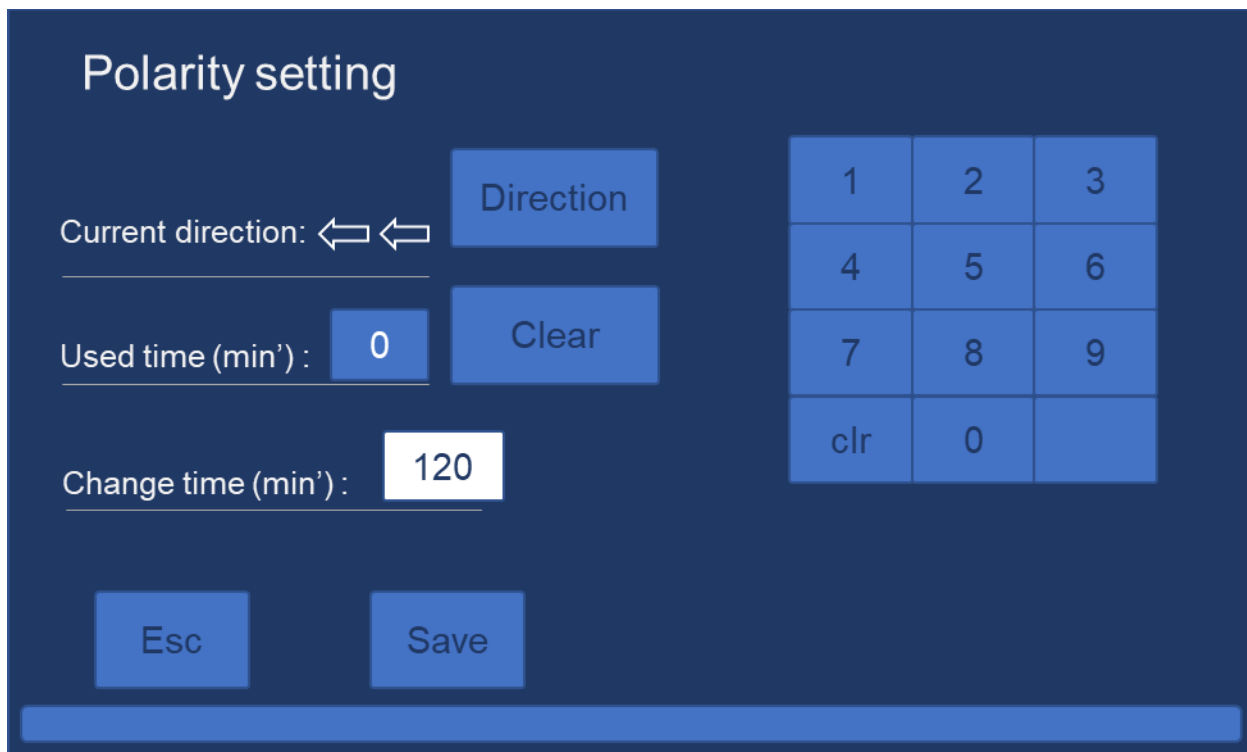 Polarity setting
Direction
Current direction:
Used time (min’) : 0
Clear
Change time (min’) : 120
Esc Save
1 2 3
4 5 6
7 8 9
clr 0